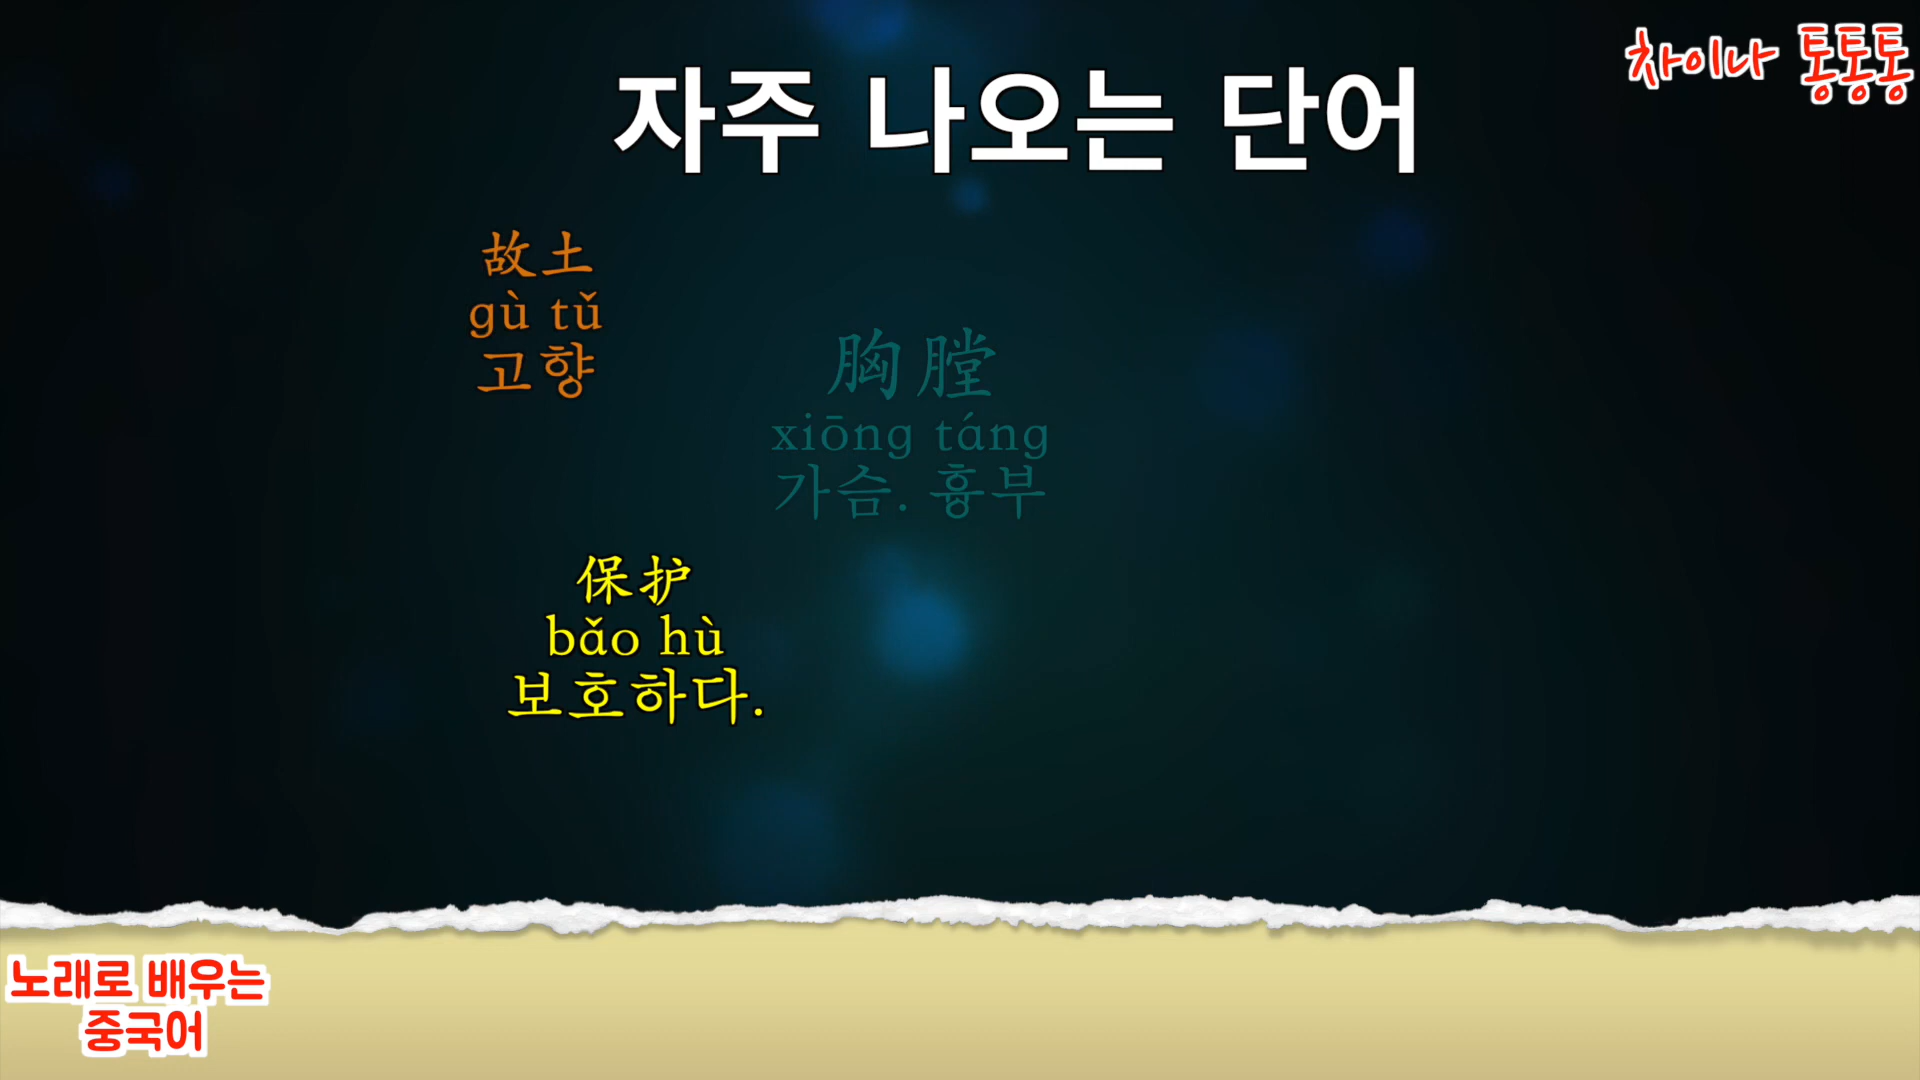 차이나 통통통
자주 나오는 단어
故土
gù tǔ
고향
胸膛
xiōng táng
가슴. 흉부
保护
bǎo hù
보호하다.
노래로 배우는
중국어